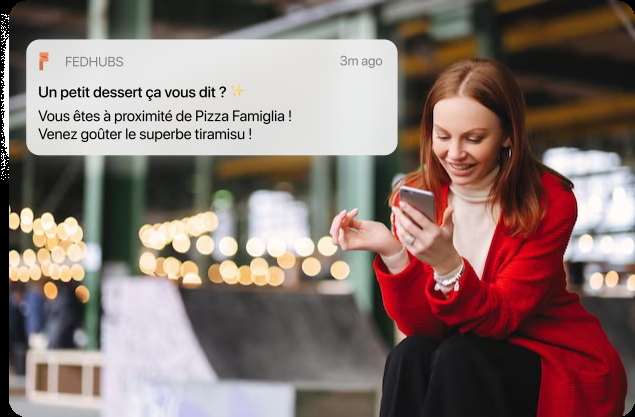 FEDHUBS
3m ago
Un petit dessert ça vous dit ? ✨
Vous êtes à proximité de Pizza Famiglia !
Venez goûter le superbe tiramisu !